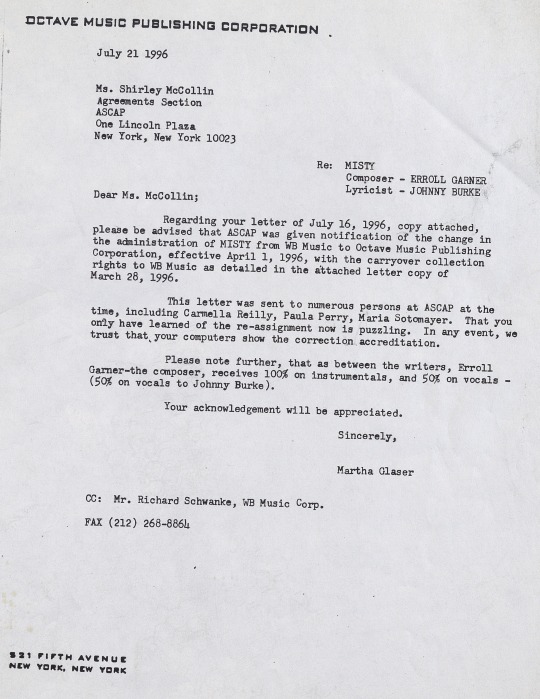 OCTAVE MUSIC PUBLISHING CORPORATION
July 21 1996
Ms. Shirley McCollin
Agreements Section
ASCAP
One Lincoln Plaza
New York, New York 10023
Re: MISTY
Composer - ERROLL GARNER
Lyricist - JOHNNY BURKE
Dear Ms. McCollin;
Regarding your letter of July 16, 1996, copy attached,
please be advised that ASCAP was given notification of the change in
the administration of MISTY from WB Music to Octave Music Publishing
Corporation, effective April 1, 1996, with the carryover collection
rights to WB Music as detailed in the attached letter copy of
March 28, 1996.
This letter was sent to numerous persons at ASCAP at the
time, including Carmella Reilly, Paula Perry, Maria Sotomayer. That you
only have learned of the re-assignment now is puzzling. In any event, we
trust that your computers show the correction accreditation.
Please note further, that as between the writers, Erroll
Garner-the composer, receives 100% on instrumentals, and 50% on vocals -
(50% on vocals to Johnny Burke).
Your acknowledgement will be appreciated.
Sincerely,
Martha Glaser
CC: Mr. Richard Schwanke, WB Music Corp.
FAX (212) 268-8864
521 FIFTH AVENUE
NEW YORK, NEW YORK